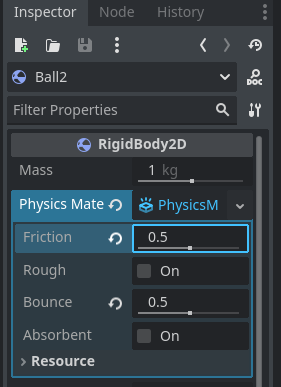 Inspector Node History
Ball2
DOC
Filter Properties
RigidBody2D
Mass 1 kg
Physics Mate PhysicsM
Friction 0.5
Rough On
Bounce 0.5
Absorbent On
Resource